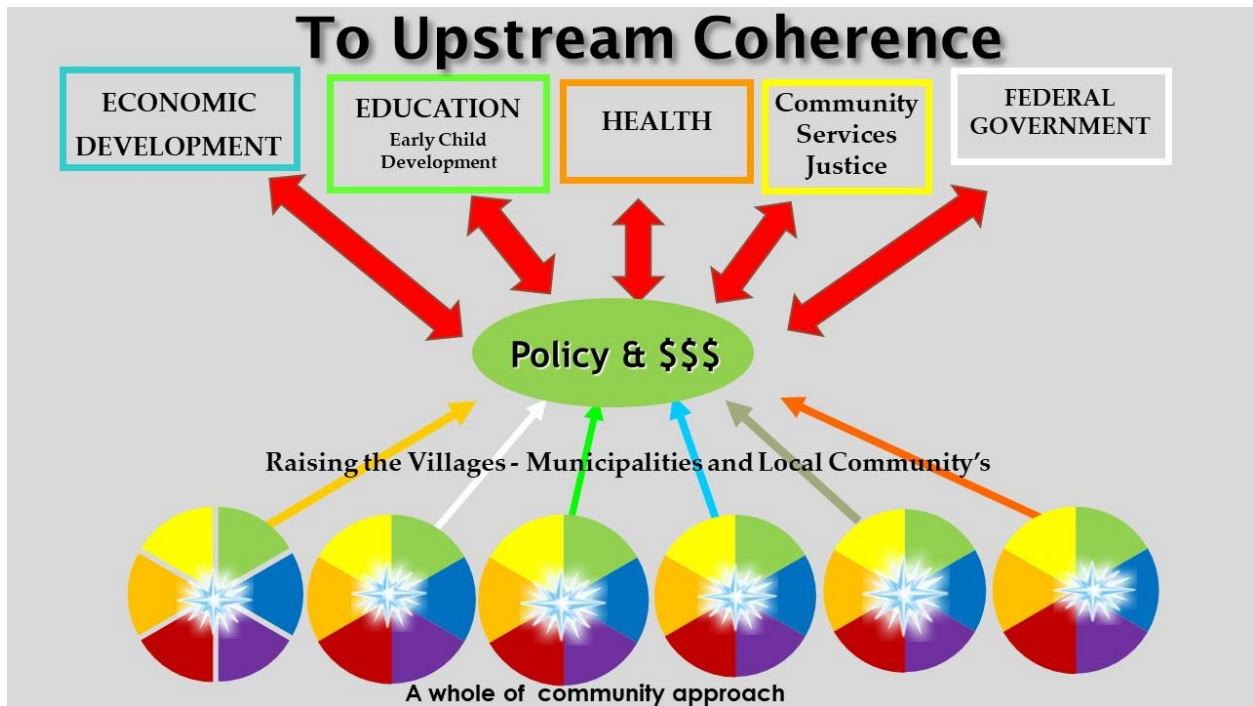 To Upstream Coherence
ECONOMIC
DEVELOPMENT
EDUCATION
Early Child
Development
HEALTH
Community
Services
Justice
FEDERAL
GOVERNMENT
Policy & $$$
Raising the Villages - Municipalities and Local Community's
A whole of community approach